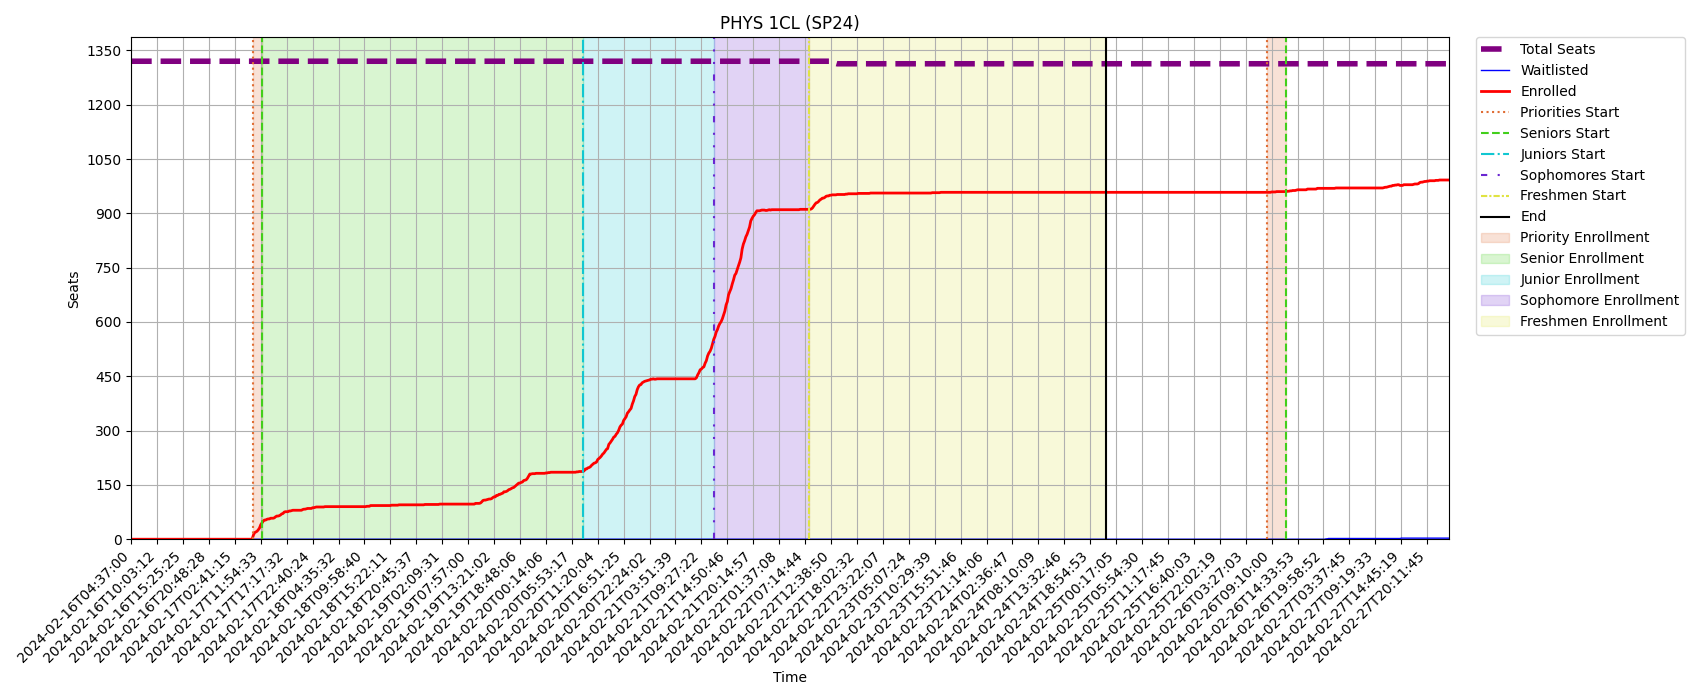 PHYS 1CL (SP24)
Seats
1350
1200
1050
900
750
600
450
300
150
0
2024-02-16T04:37:00
2024-02-16T10:03:12
2024-02-16T15:25:25
2024-02-16T20:48:28
2024-02-17T02:41:15
2024-02-17T11:54:33
2024-02-17T17:17:32
2024-02-17T22:40:24
2024-02-18T04:35:32
2024-02-18T09:58:40
2024-02-18T15:22:11
2024-02-18T20:45:37
2024-02-19T02:09:31
2024-02-19T07:57:00
2024-02-19T13:21:02
2024-02-19T18:48:06
2024-02-20T00:14:06
2024-02-20T05:53:17
2024-02-20T11:20:04
2024-02-20T16:51:25
2024-02-20T22:24:02
2024-02-21T03:51:39
2024-02-21T09:27:22
2024-02-21T14:50:46
2024-02-21T20:14:57
2024-02-22T01:37:08
2024-02-22T07:14:44
2024-02-22T12:38:50
2024-02-22T18:02:32
2024-02-22T23:22:07
2024-02-23T05:07:24
2024-02-23T10:29:39
2024-02-23T15:51:46
2024-02-23T21:14:06
2024-02-24T02:36:47
2024-02-24T08:10:09
2024-02-24T13:32:46
2024-02-24T18:54:53
2024-02-25T00:17:05
2024-02-25T05:54:30
2024-02-25T11:17:45
2024-02-25T16:40:03
2024-02-25T22:02:19
2024-02-26T03:27:03
2024-02-26T09:10:00
2024-02-26T14:33:53
2024-02-26T19:58:52
2024-02-27T03:37:45
2024-02-27T09:19:33
2024-02-27T14:45:19
2024-02-27T20:11:45
Time
Total Seats
Waitlisted
Enrolled
Priorities Start
Seniors Start
Juniors Start
Sophomores Start
Freshmen Start
End
Priority Enrollment
Senior Enrollment
Junior Enrollment
Sophomore Enrollment
Freshmen Enrollment